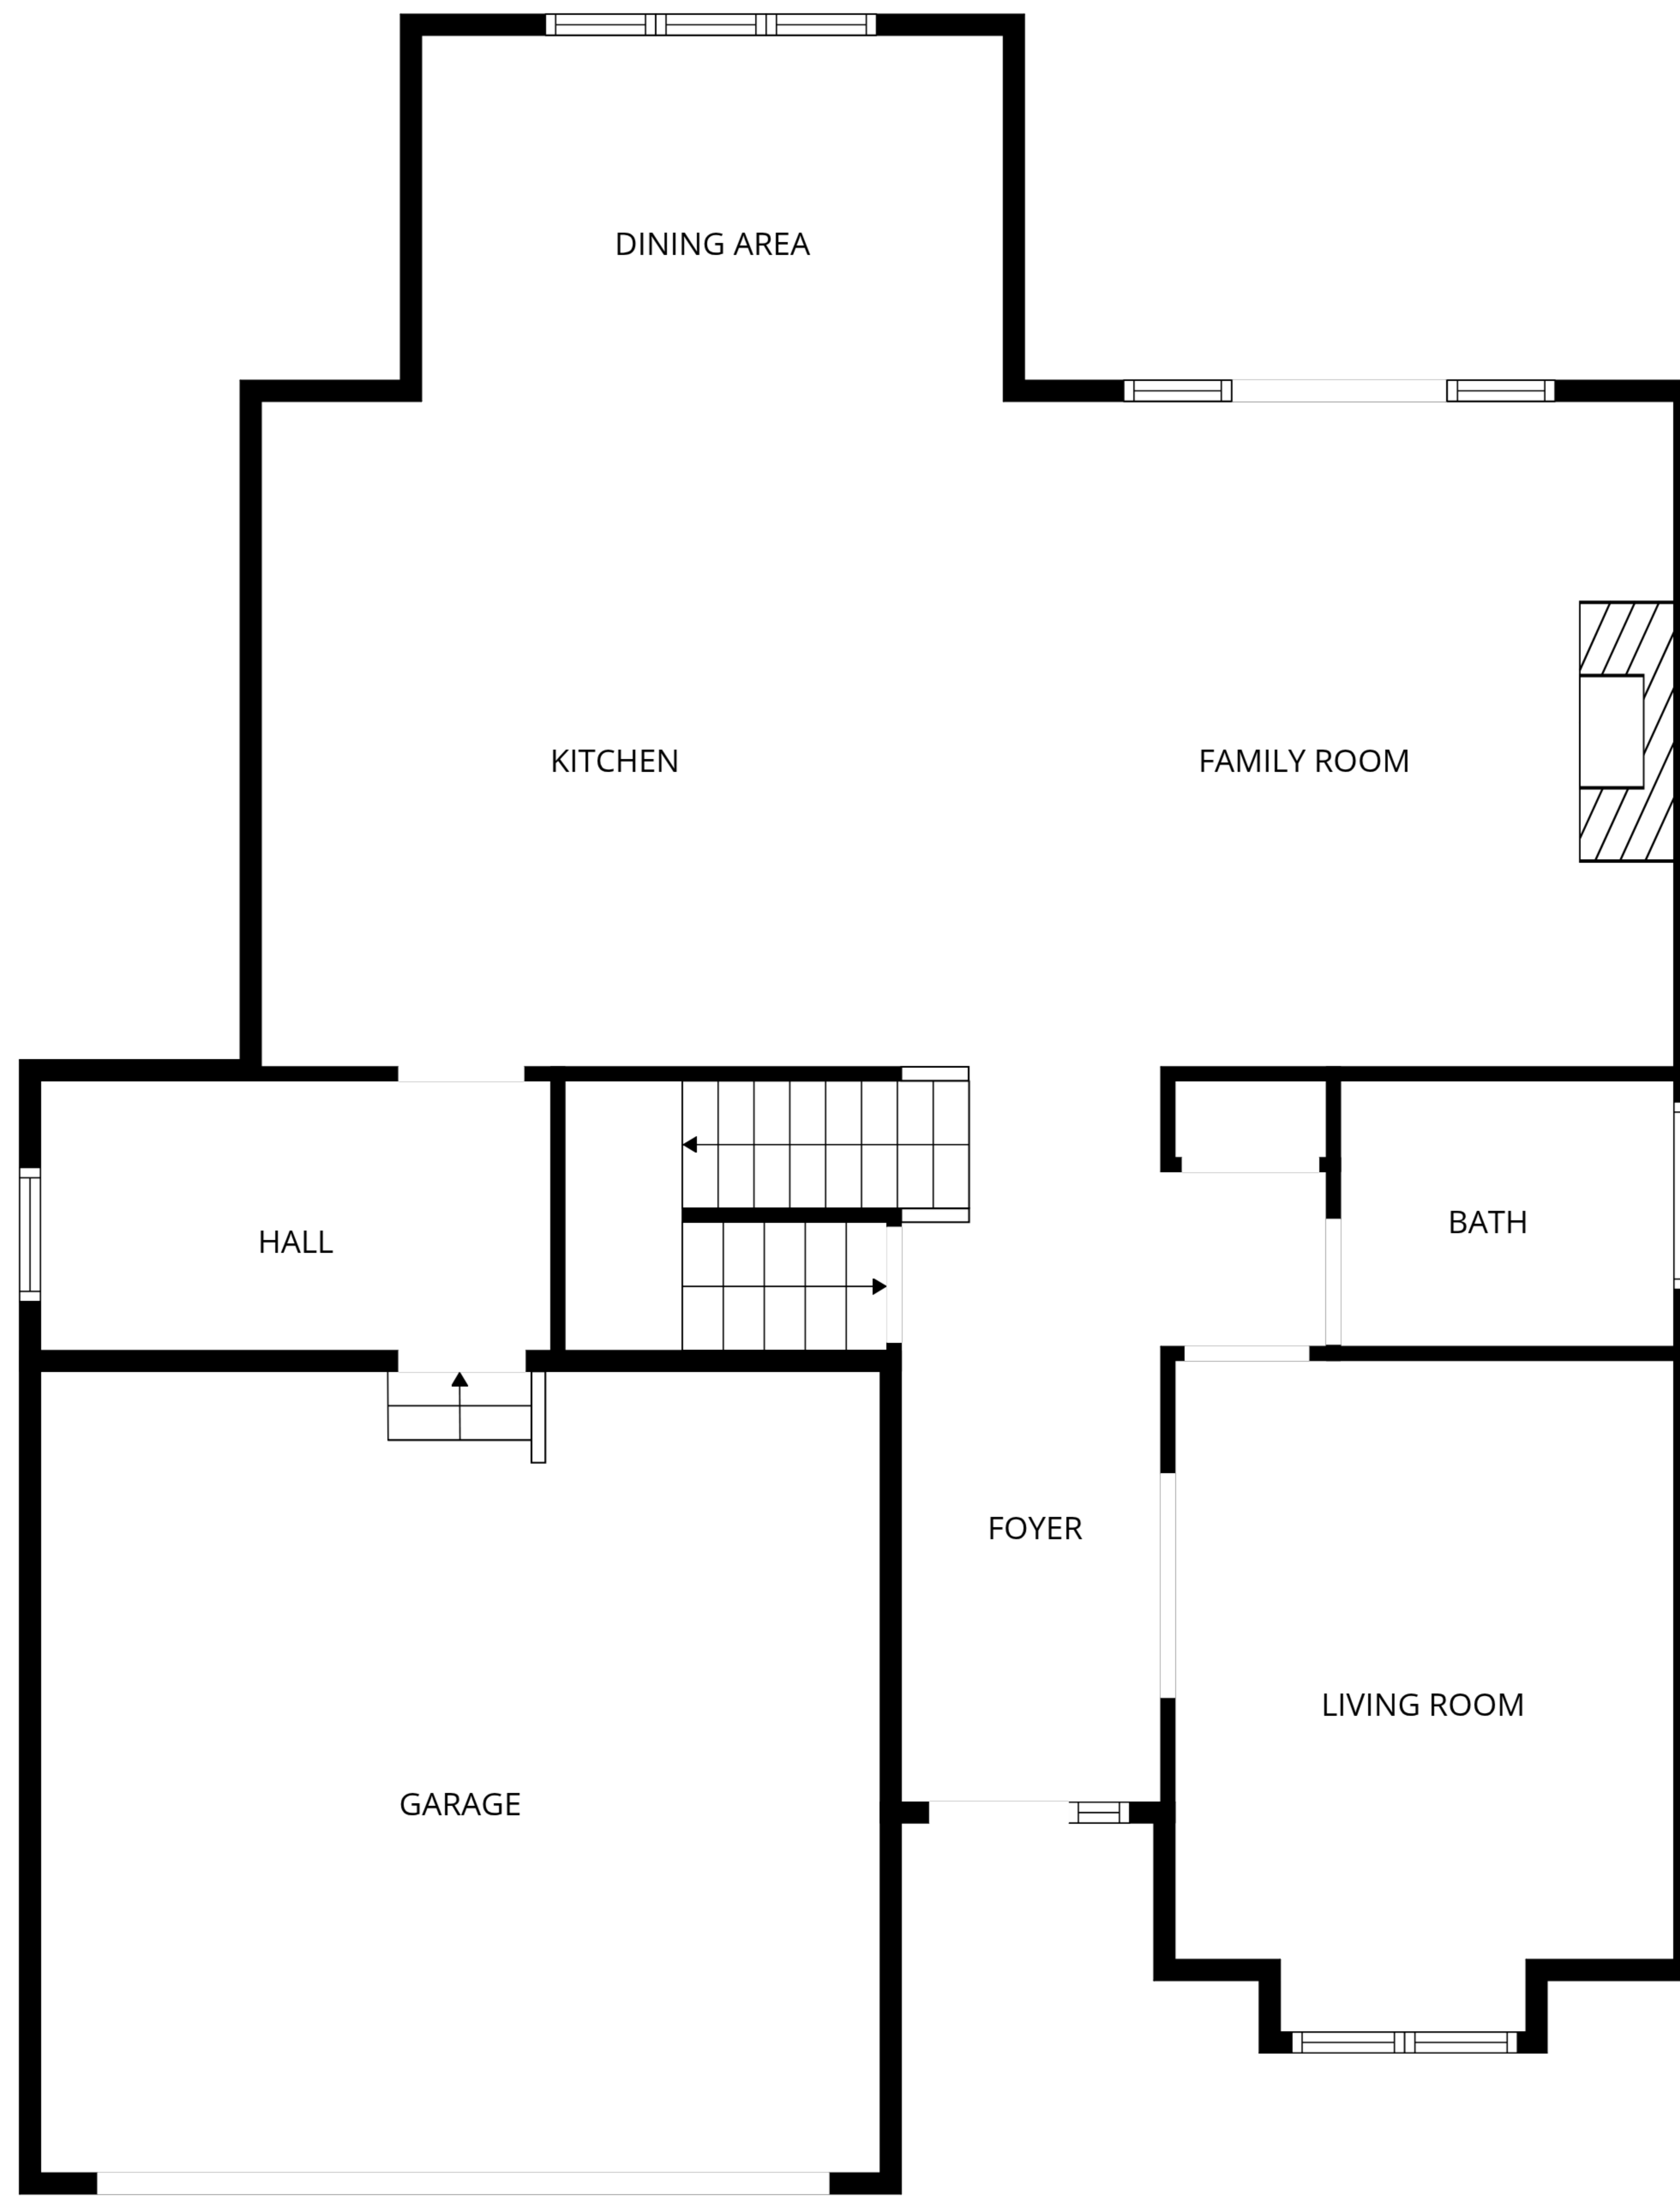 DINING AREA
KITCHEN
FAMILY ROOM
HALL
BATH
FOYER
LIVING ROOM
GARAGE